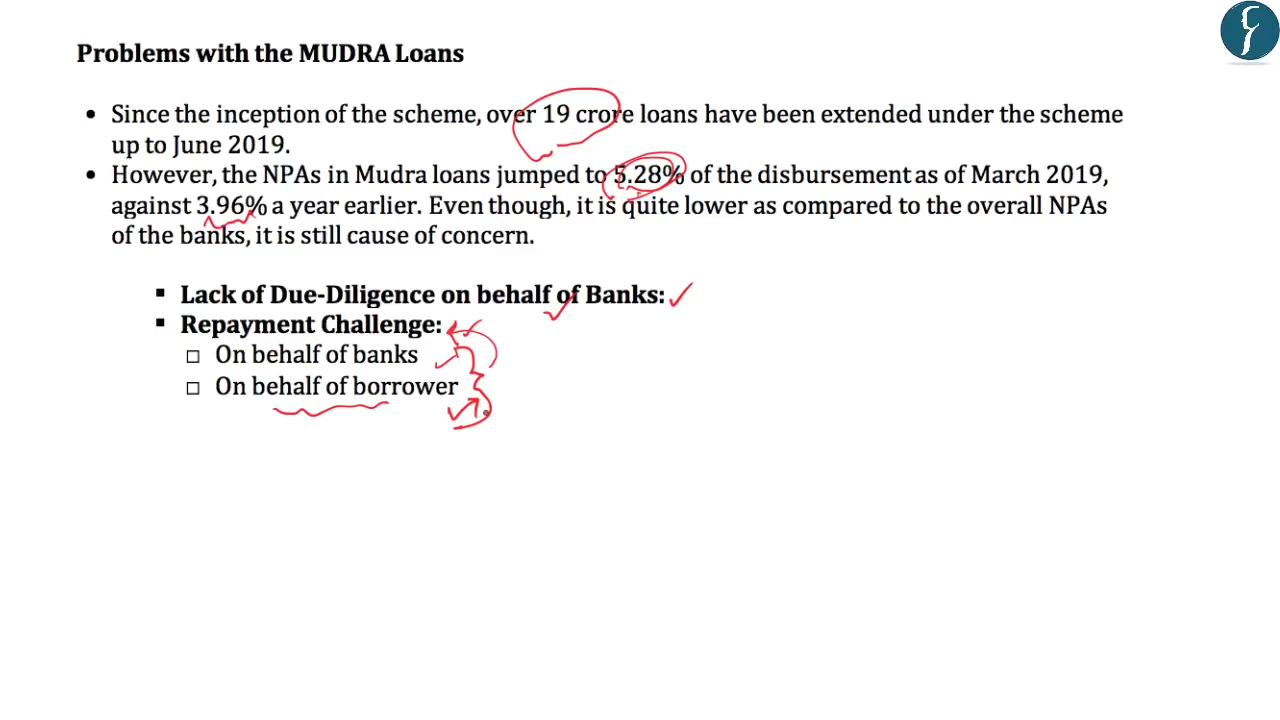 Problems with the MUDRA Loans
• Since the inception of the scheme, over 19 crore loans have been extended under the scheme
up to June 2019.
• However, the NPAs in Mudra loans jumped to 5.28% of the disbursement as of March 2019,
against 3.96% a year earlier. Even though, it is quite lower as compared to the overall NPAs
of the banks, it is still cause of concern.
▪ Lack of Due-Diligence on behalf of Banks:
▪ Repayment Challenge:
□ On behalf of banks
□ On behalf of borrower